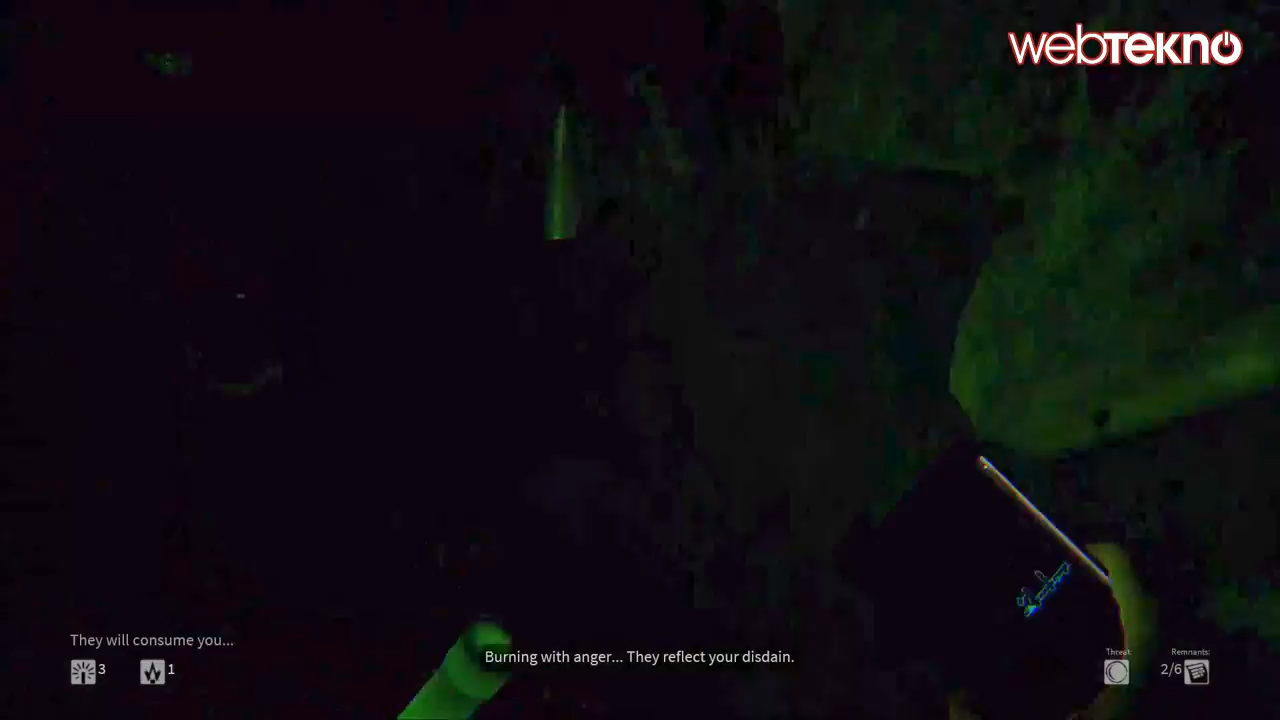 webTEKNO
They will consume you...
3
1
Burning with anger... They reflect your disdain.
Threat
Remnants:
2/6